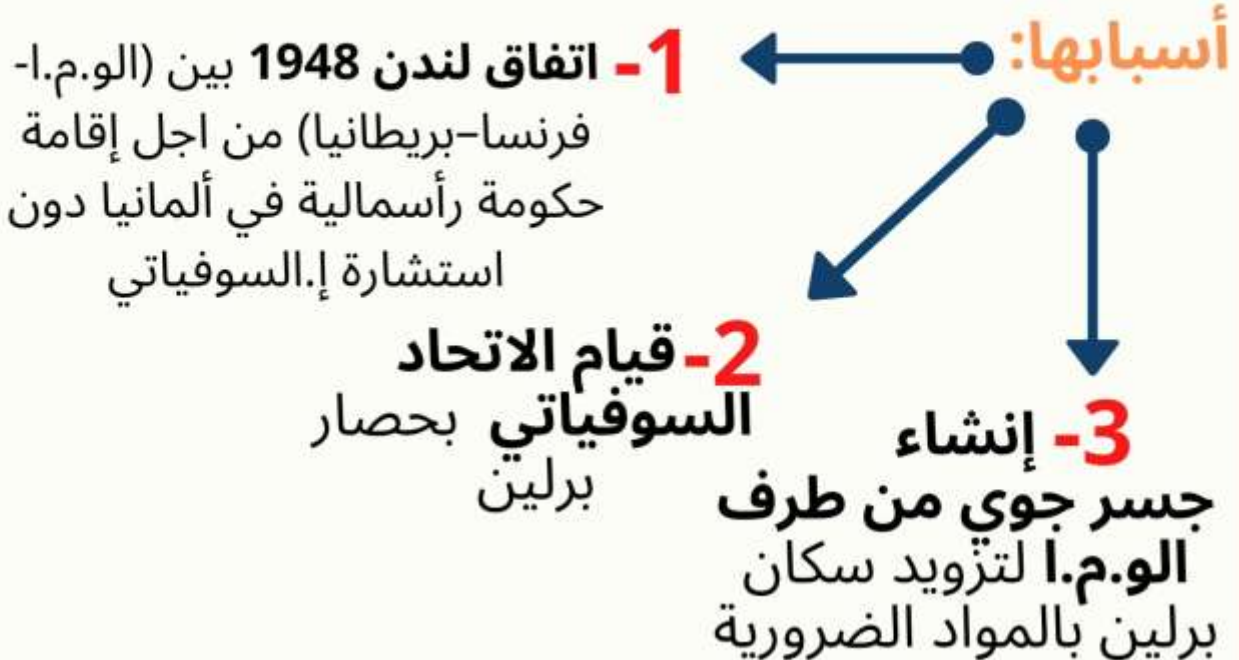 أسبابها:
1- اتفاق لندن 1948 بين (الو.م.ا-
فرنسا–بريطانيا) من اجل إقامة
حكومة رأسمالية في ألمانيا دون
استشارة إ.السوفياتي
2- قيام الاتحاد
السوفياتي بحصار
برلين
3- إنشاء
جسر جوي من طرف
الو.م.ا لتزويد سكان
برلين بالمواد الضرورية